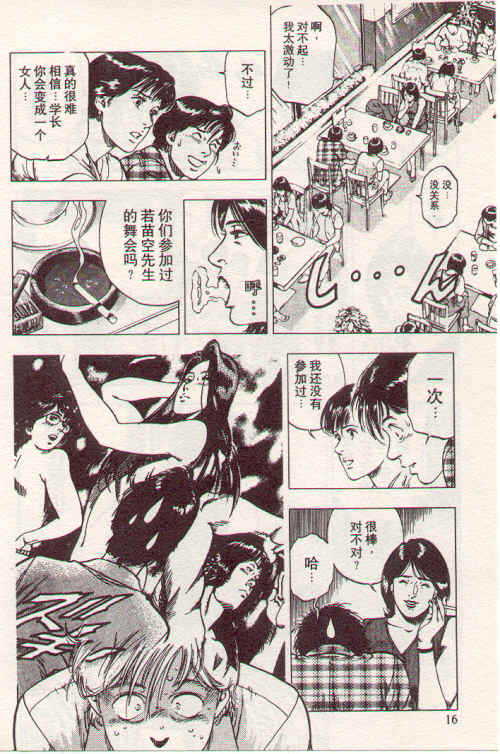 啊，
对不起…
我太激动了！
没…
没关系．
し…ん
不过…
真的很难
相信…学长
你会变成一个
女人…
呼…
你们参加过
若苗空先生
的舞会吗？
一次…
我还没有
参加过…
很棒，
对不对？
哈…
16